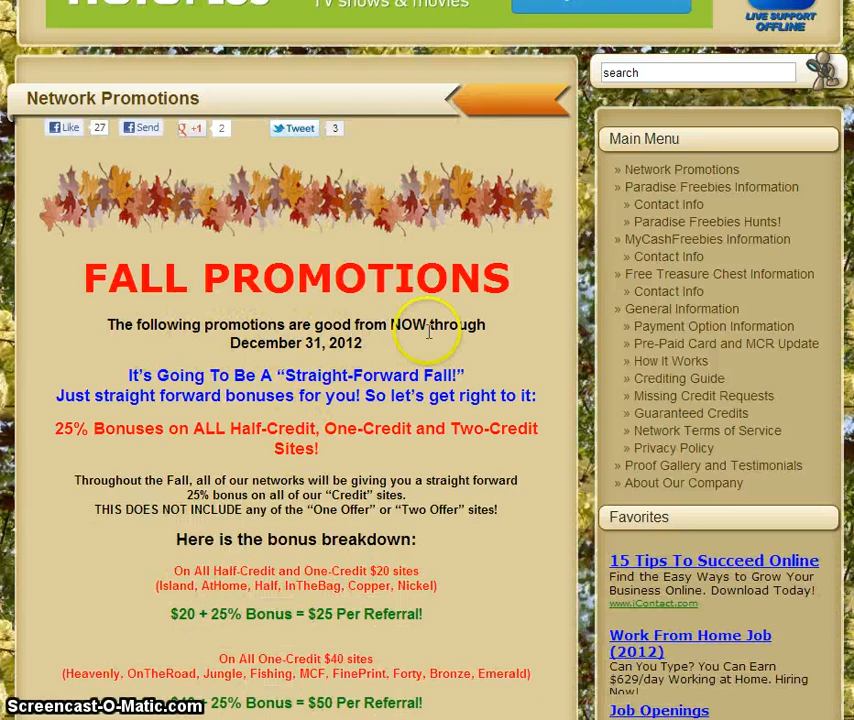 TV shows & movies
LIVE SUPPORT
OFFLINE
search
Network Promotions
Like 27 Send +1 2 Tweet 3
Main Menu
» Network Promotions
» Paradise Freebies Information
» Contact Info
» Paradise Freebies Hunts!
» MyCashFreebies Information
» Contact Info
» Free Treasure Chest Information
» Contact Info
» General Information
» Payment Option Information
» Pre-Paid Card and MCR Update
» How It Works
» Crediting Guide
» Missing Credit Requests
» Guaranteed Credits
» Network Terms of Service
» Privacy Policy
» Proof Gallery and Testimonials
» About Our Company
FALL PROMOTIONS
The following promotions are good from NOW through
December 31, 2012
It's Going To Be A “Straight-Forward Fall!”
Just straight forward bonuses for you! So let's get right to it:
25% Bonuses on ALL Half-Credit, One-Credit and Two-Credit
Sites!
Throughout the Fall, all of our networks will be giving you a straight forward
25% bonus on all of our “Credit” sites.
THIS DOES NOT INCLUDE any of the “One Offer” or “Two Offer” sites!
Here is the bonus breakdown:
On All Half-Credit and One-Credit $20 sites
(Island, AtHome, Half, InTheBag, Copper, Nickel)
$20 + 25% Bonus = $25 Per Referral!
On All One-Credit $40 sites
(Heavenly, OnTheRoad, Jungle, Fishing, MCF, FinePrint, Forty, Bronze, Emerald)
+ 25% Bonus = $50 Per Referral!
Favorites
15 Tips To Succeed Online
Find the Easy Ways to Grow Your
Business Online. Download Today!
www.iContact.com
Work From Home Job
(2012)
Can You Type? You Can Earn
$629/day Working at Home. Hiring
Now!
Job Openings
Screencast-O-Matic.com